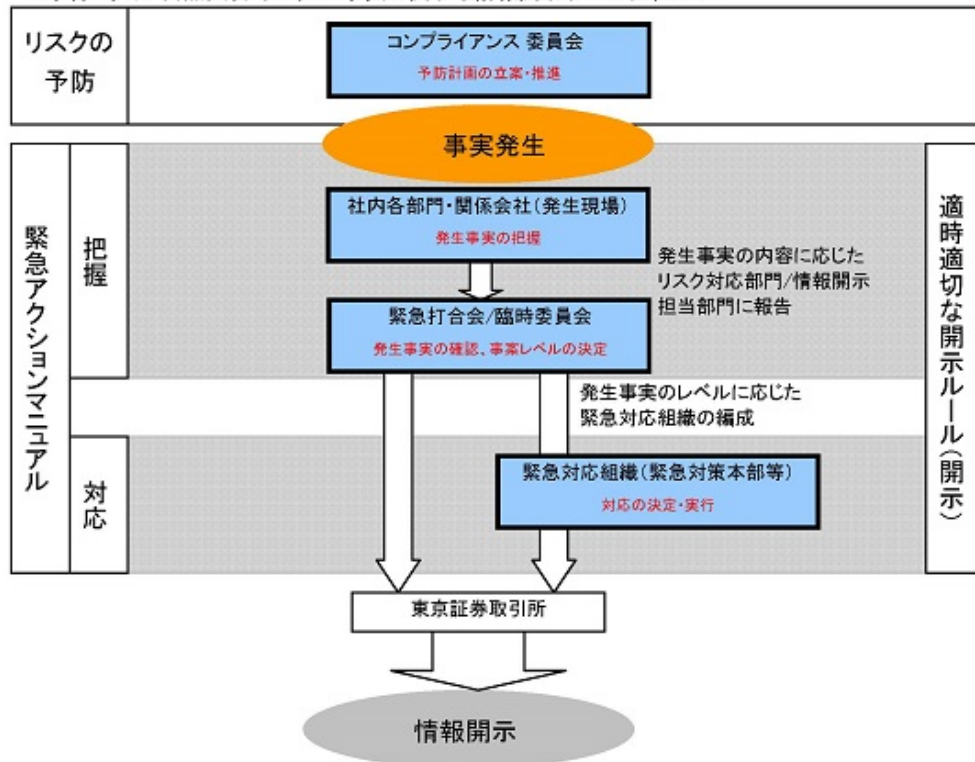 リスクの
予防
コンプライアンス 委員会
予防計画の立案・推進
事実発生
緊急アクションマニュアル
把握
社内各部門・関係会社(発生現場)
発生事実の把握
発生事実の内容に応じた
リスク対応部門/情報開示
担当部門に報告
緊急打合会/臨時委員会
発生事実の確認、事案レベルの決定
発生事実のレベルに応じた
緊急対応組織の編成
対応
緊急対応組織(緊急対策本部等)
対応の決定・実行
適時適切な開示ルール(開示)
東京証券取引所
情報開示